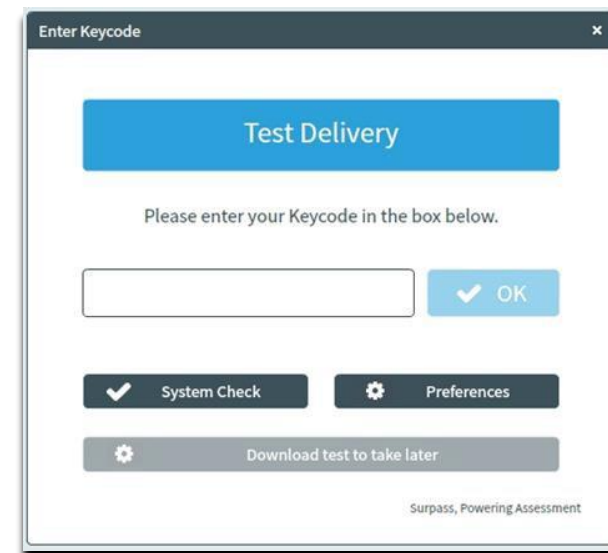 Enter Keycode ×
Test Delivery
Please enter your Keycode in the box below.
OK
System Check Preferences
Download test to take later
Surpass, Powering Assessment